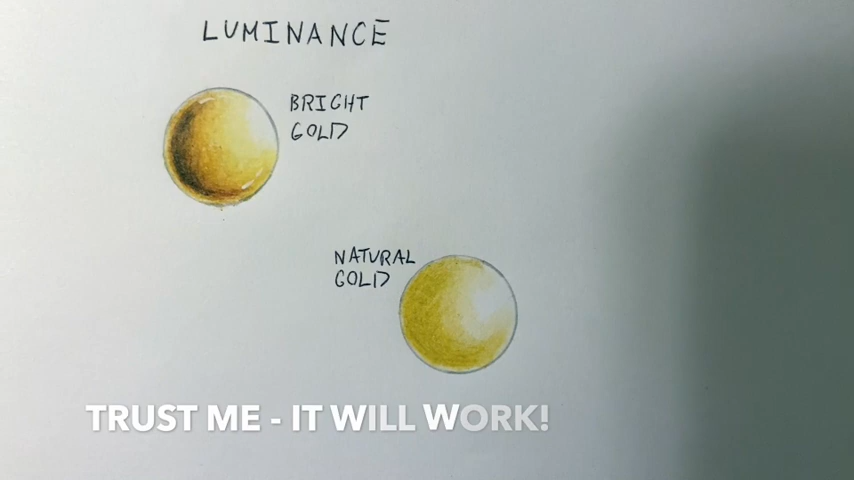 LUMINANCE
BRIGHT
GOLD
NATURAL
GOLD
TRUST ME - IT WILL WORK!